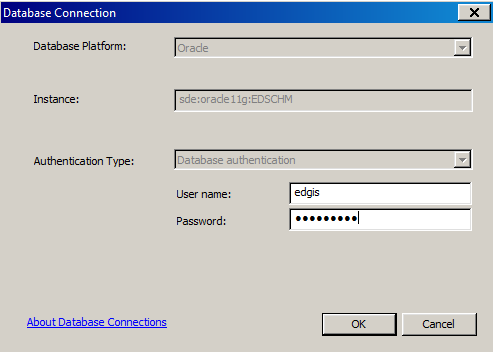 Database Connection
Database Platform: Oracle
Instance: sde:oracle11g:EDSCHM
Authentication Type: Database authentication
User name: edgis
Password: ●●●●●●●●●
About Database Connections
OK Cancel